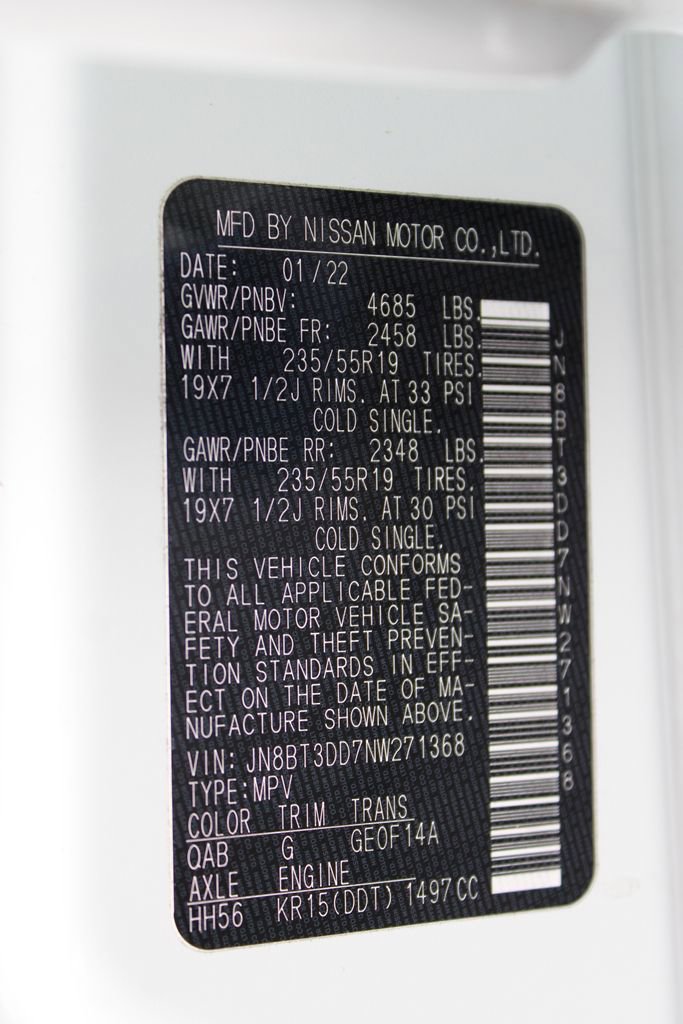 MFD BY NISSAN MOTOR CO.,LTD.
DATE: 01/22
GVWR/PNBV: 4685 LBS.
GAWR/PNBE FR: 2458 LBS.
WITH 235/55R19 TIRES.
19X7 1/2J RIMS. AT 33 PSI
COLD SINGLE.
GAWR/PNBE RR: 2348 LBS.
WITH 235/55R19 TIRES.
19X7 1/2J RIMS. AT 30 PSI
COLD SINGLE.
THIS VEHICLE CONFORMS
TO ALL APPLICABLE FED-
ERAL MOTOR VEHICLE SA-
FETY AND THEFT PREVEN-
TION STANDARDS IN EFF-
ECT ON THE DATE OF MA-
NUFACTURE SHOWN ABOVE.
VIN: JN8BT3DD7NW271368
TYPE:MPV
COLOR TRIM TRANS
QAB G GEOF14A
AXLE ENGINE
HH56 KR15(DDT) 1497CC
JN8BT3DD7NW271368